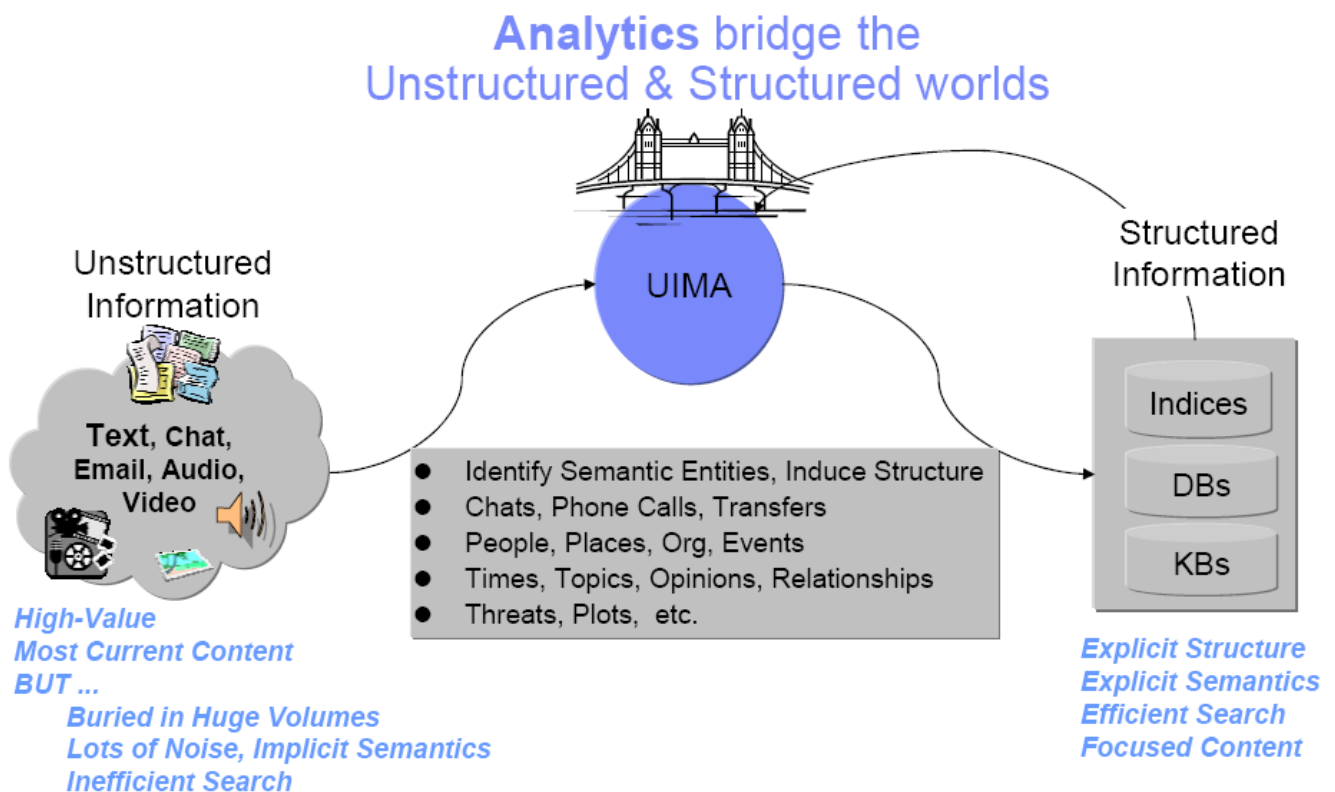 Analytics bridge the
Unstructured & Structured worlds
Unstructured
Information
Text, Chat,
Email, Audio,
Video
High-Value
Most Current Content
BUT ...
Buried in Huge Volumes
Lots of Noise, Implicit Semantics
Inefficient Search
UIMA
● Identify Semantic Entities, Induce Structure
● Chats, Phone Calls, Transfers
● People, Places, Org, Events
● Times, Topics, Opinions, Relationships
● Threats, Plots, etc.
Structured
Information
Indices
DBs
KBs
Explicit Structure
Explicit Semantics
Efficient Search
Focused Content